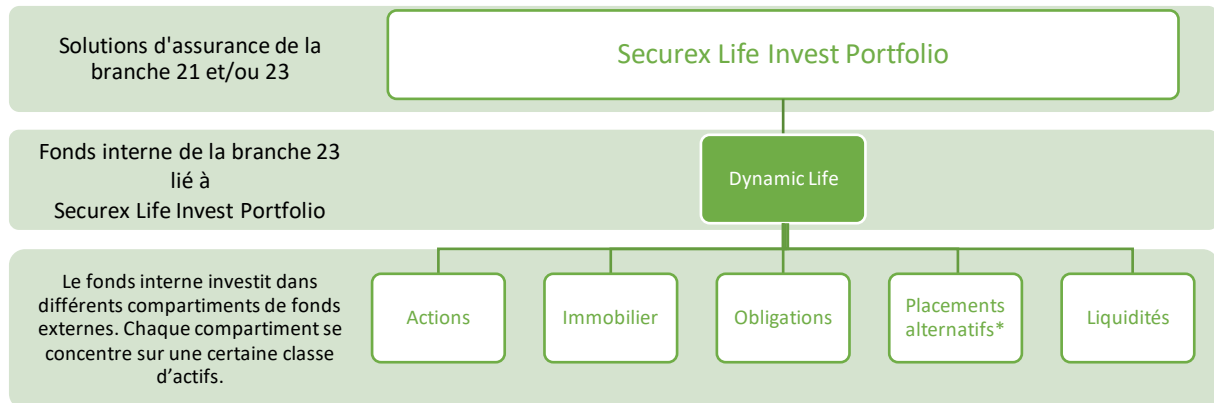 Solutions d'assurance de la
branche 21 et/ou 23
Securex Life Invest Portfolio
Fonds interne de la branche 23
lié à
Securex Life Invest Portfolio
Dynamic Life
Le fonds interne investit dans
différents compartiments de fonds
externes. Chaque compartiment se
concentre sur une certaine classe
d’actifs.
Actions
Immobilier
Obligations
Placements
alternatifs*
Liquidités